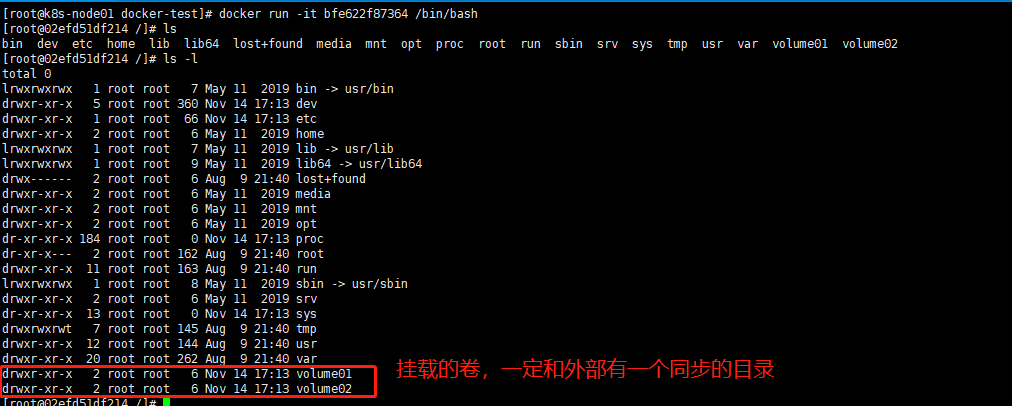 [root@k8s-node01 docker-test]# docker run -it bfe622f87364 /bin/bash
[root@02efd51df214 /]# ls
bin  dev  etc  home  lib  lib64  lost+found  media  mnt  opt  proc  root  run  sbin  srv  sys  tmp  usr  var  volume01  volume02
[root@02efd51df214 /]# ls -l
total 0
lrwxrwxrwx   1 root root   7 May 11  2019 bin -> usr/bin
drwxr-xr-x   5 root root 360 Nov 14 17:13 dev
drwxr-xr-x   1 root root  66 Nov 14 17:13 etc
drwxr-xr-x   2 root root   6 May 11  2019 home
lrwxrwxrwx   1 root root   7 May 11  2019 lib -> usr/lib
lrwxrwxrwx   1 root root   9 May 11  2019 lib64 -> usr/lib64
drwx------   2 root root   6 Aug  9 21:40 lost+found
drwxr-xr-x   2 root root   6 May 11  2019 media
drwxr-xr-x   2 root root   6 May 11  2019 mnt
drwxr-xr-x   2 root root   6 May 11  2019 opt
dr-xr-xr-x 184 root root   0 Nov 14 17:13 proc
dr-xr-x---   2 root root 162 Aug  9 21:40 root
drwxr-xr-x  11 root root 163 Aug  9 21:40 run
lrwxrwxrwx   1 root root   8 May 11  2019 sbin -> usr/sbin
drwxr-xr-x   2 root root   6 May 11  2019 srv
dr-xr-xr-x  13 root root   0 Nov 14 17:13 sys
drwxrwxrwt   7 root root 145 Aug  9 21:40 tmp
drwxr-xr-x  12 root root 144 Aug  9 21:40 usr
drwxr-xr-x  20 root root 262 Aug  9 21:40 var
drwxr-xr-x   2 root root   6 Nov 14 17:13 volume01
drwxr-xr-x   2 root root   6 Nov 14 17:13 volume02
挂载的卷，一定和外部有一个同步的目录
[root@02efd51df214 /]#